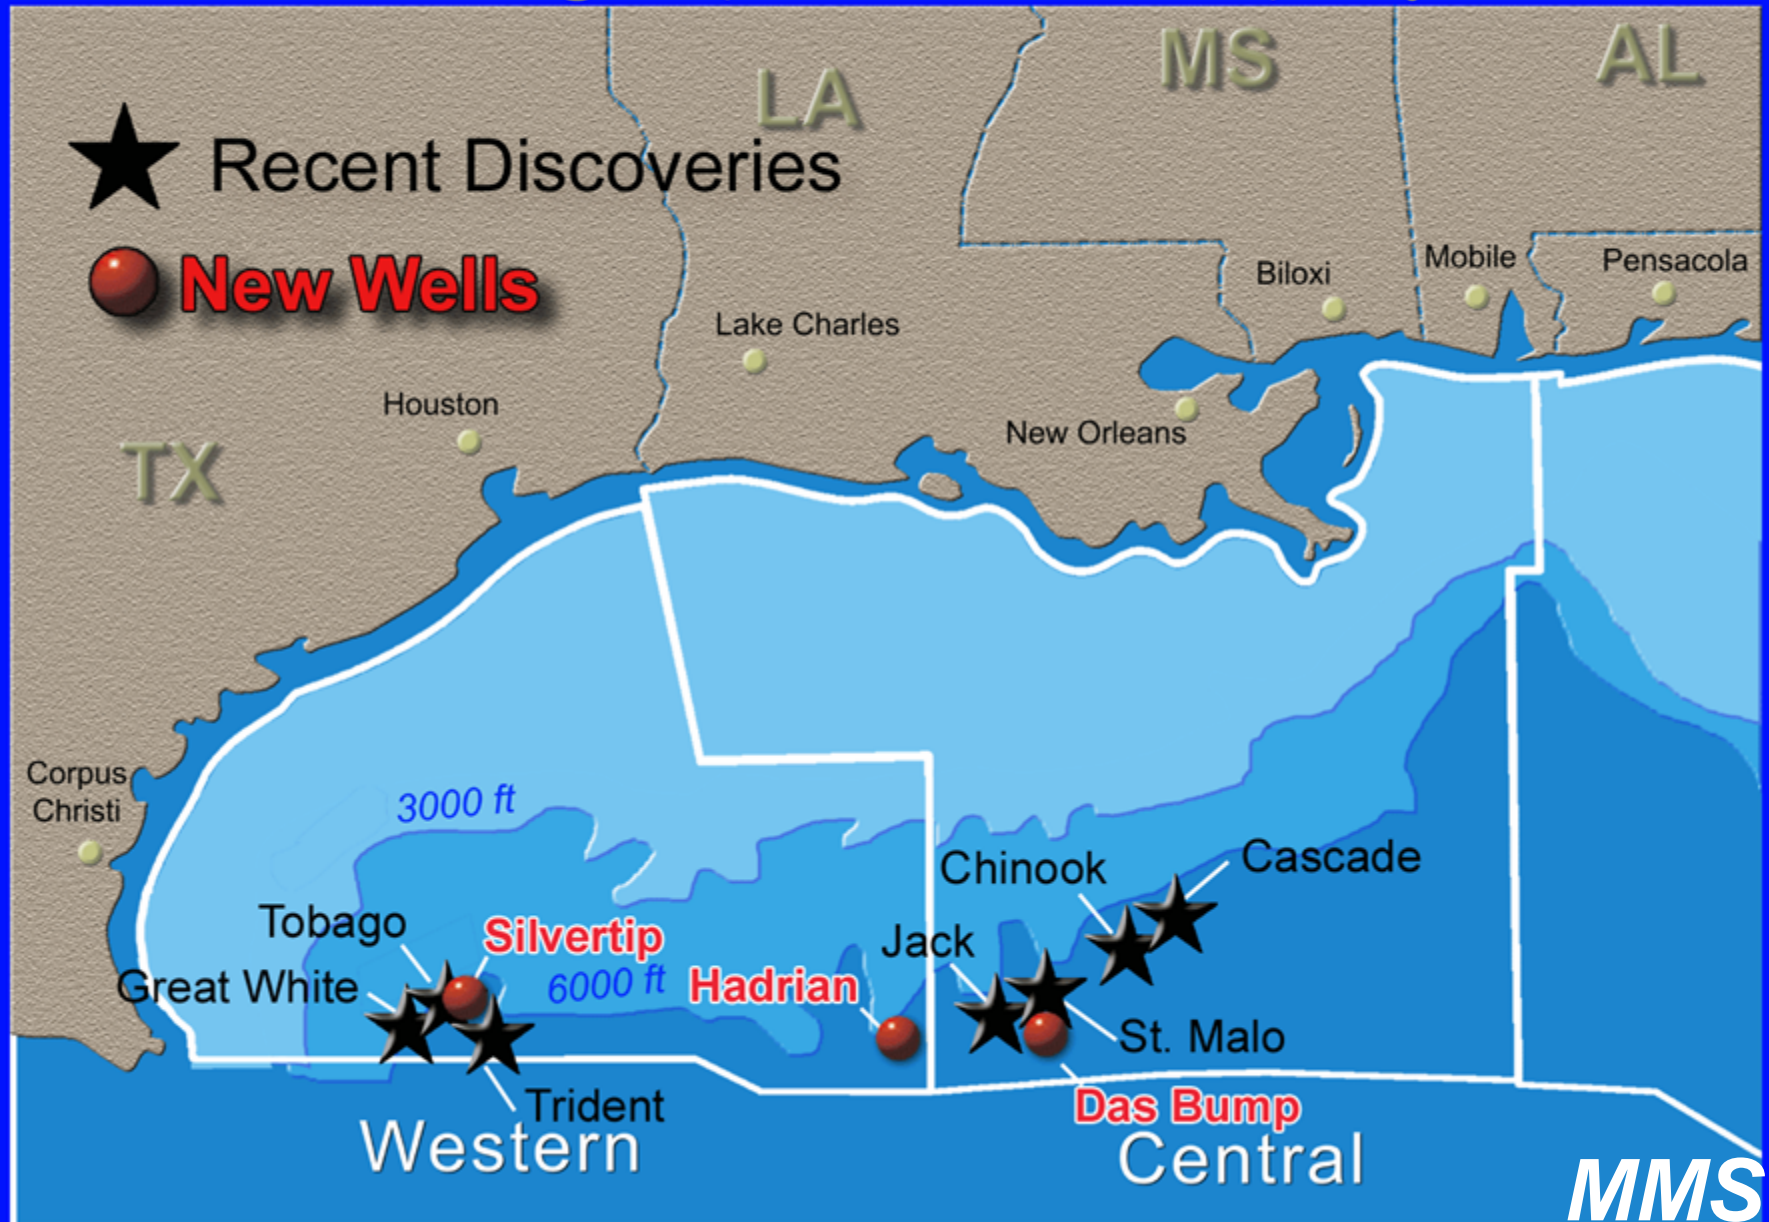 MS
AL
LA
Recent Discoveries
New Wells
Mobile
Pensacola
Biloxi
Lake Charles
Houston
New Orleans
TX
Corpus
Christi
3000 ft
Chinook
Cascade
Tobago
Silvertip
Jack
Great White
6000 ft
Hadrian
St. Malo
Trident
Das Bump
Western
Central
MMS